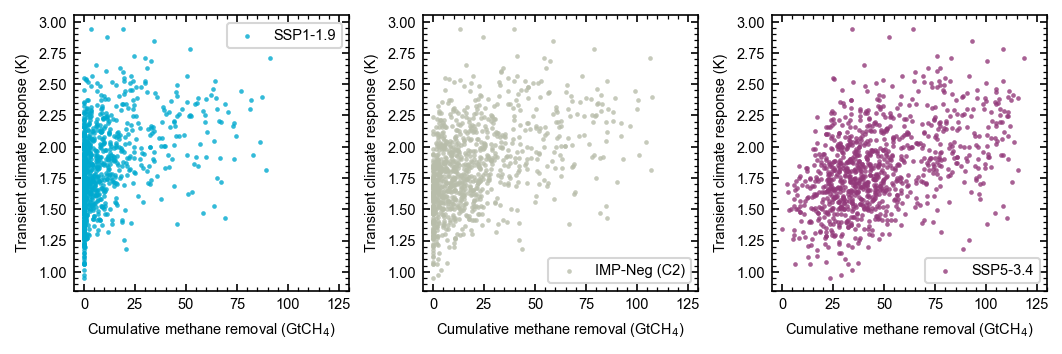 3.00
2.75
2.50
2.25
2.00
1.75
1.50
1.25
1.00
Transient climate response (K)
0 25 50 75 100 125
Cumulative methane removal (GtCH4)
SSP1-1.9
3.00
2.75
2.50
2.25
2.00
1.75
1.50
1.25
1.00
Transient climate response (K)
0 25 50 75 100 125
Cumulative methane removal (GtCH4)
IMP-Neg (C2)
3.00
2.75
2.50
2.25
2.00
1.75
1.50
1.25
1.00
Transient climate response (K)
0 25 50 75 100 125
Cumulative methane removal (GtCH4)
SSP5-3.4